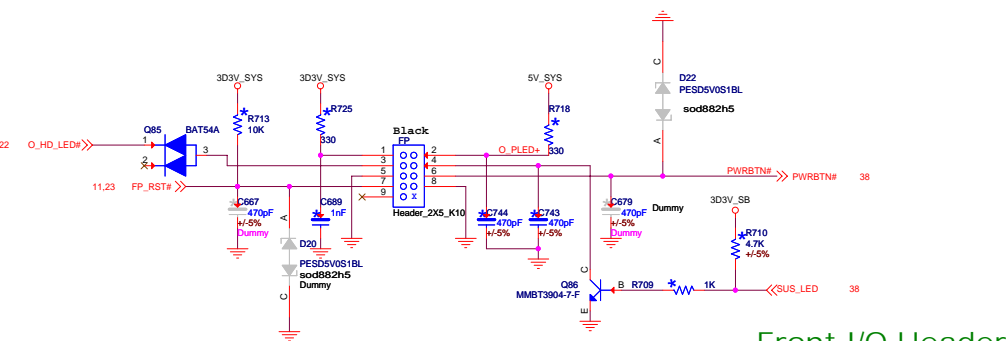 D22
PESD5V0S1BL
sod882h5
C
A
3D3V_SYS
3D3V_SYS
5V_SYS
*
R713
10K
*
R725
330
R718
*
330
Q85
BAT54A
22
O_HD_LED#
1
2
3
Black
FP
O_PLED+
1
2
3
4
5
6
7
8
9
X
Header_2X5_K10
11,23
FP_RST#
PWRBTN#
PWRBTN#
38
C667
470pF
+/-5%
Dummy
A
D20
PESD5V0S1BL
sod882h5
Dummy
C
C689
1nF
C744
470pF
+/-5%
C743
470pF
+/-5%
C679
470pF
+/-5%
Dummy
Dummy
3D3V_SB
*
R710
4.7K
+/-5%
C
Q86
MMBT3904-7-F
B
E
R709
*
1K
SUS_LED
38
Front I/O Header